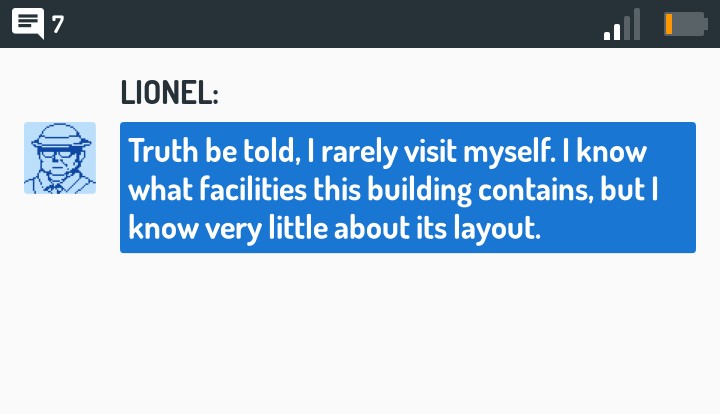 7
LIONEL:
Truth be told, I rarely visit myself. I know
what facilities this building contains, but I
know very little about its layout.